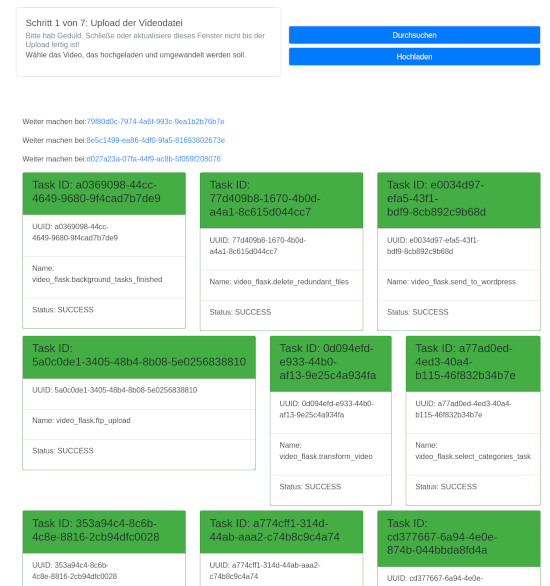 Schritt 1 von 7: Upload der Videodatei
Bitte hab Geduld. Schließe oder aktualisiere dieses Fenster nicht bis der
Upload fertig ist!
Wähle das Video, das hochgeladen und umgewandelt werden soll.
Durchsuchen
Hochladen
Weiter machen bei:79f80d0c-7974-4a6f-993c-9ea1b2b76b7e
Weiter machen bei:8e5c1499-ea86-4df0-9fa5-81693802673e
Weiter machen bei:d027a23a-07fa-44f9-ac8b-5f059f208076
Task ID: a0369098-44cc-
4649-9680-9f4cad7b7de9
UUID: a0369098-44cc-
4649-9680-9f4cad7b7de9
Name:
video_flask.background_tasks_finished
Status: SUCCESS
Task ID:
77d409b8-1670-4b0d-
a4a1-8c615d044cc7
UUID: 77d409b8-1670-4b0d-
a4a1-8c615d044cc7
Name: video_flask.delete_redundant_files
Status: SUCCESS
Task ID: e0034d97-
efa5-43f1-
bdf9-8cb892c9b68d
UUID: e0034d97-efa5-43f1-
bdf9-8cb892c9b68d
Name: video_flask.send_to_wordpress
Status: SUCCESS
Task ID:
5a0c0de1-3405-48b4-8b08-5e0256838810
UUID: 5a0c0de1-3405-48b4-8b08-5e0256838810
Name: video_flask.ftp_upload
Status: SUCCESS
Task ID: 0d094efd-
e933-44b0-
af13-9e25c4a934fa
UUID: 0d094efd-e933-44b0-
af13-9e25c4a934fa
Name:
video_flask.transform_video
Status: SUCCESS
Task ID: a77ad0ed-
4ed3-40a4-
b115-46f832b34b7e
UUID: a77ad0ed-4ed3-40a4-
b115-46f832b34b7e
Name:
video_flask.select_categories_task
Status: SUCCESS
Task ID: 353a94c4-8c6b-
4c8e-8816-2cb94dfc0028
UUID: 353a94c4-8c6b-
4c8e-8816-2cb94dfc0028
Task ID: a774cff1-314d-
44ab-aaa2-c74b8c9c4a74
UUID: a774cff1-314d-44ab-aaa2-
c74b8c9c4a74
Task ID:
cd377667-6a94-4e0e-
874b-044bbda8fd4a
UUID: cd377667-6a94-4e0e-